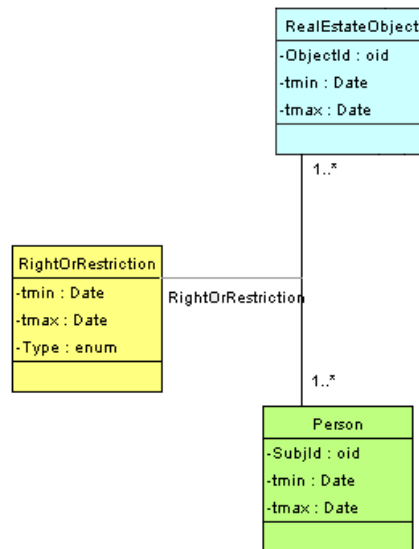 RealEstateObject
-ObjectId : oid
-tmin : Date
-tmax : Date
1..*
RightOrRestriction
-tmin : Date
-tmax : Date
-Type : enum
RightOrRestriction
1..*
Person
-SubjId : oid
-tmin : Date
-tmax : Date